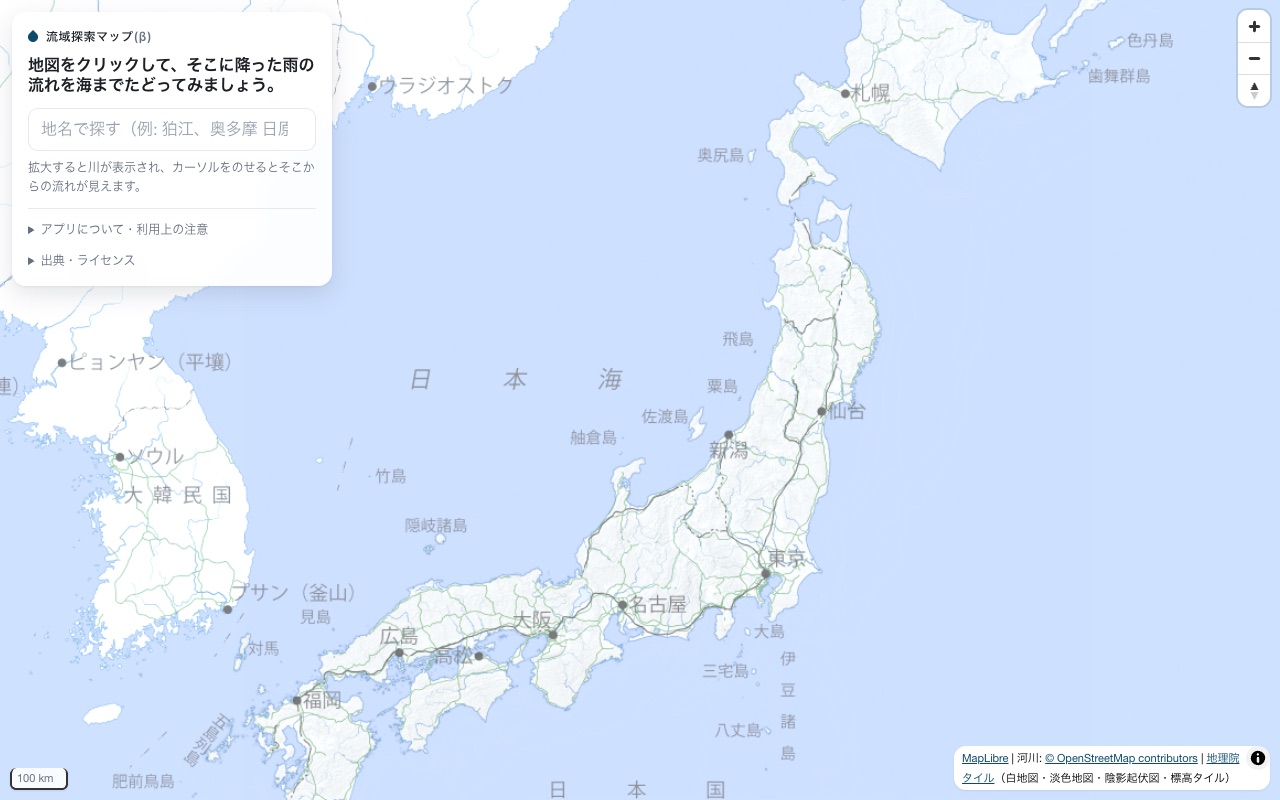 流域探索マップ(β)
地図をクリックして、そこに降った雨の
流れを海までたどってみましょう。
地名で探す（例: 狛江、奥多摩 日原
拡大すると川が表示され、カーソルをのせるとそこか
らの流れが見えます。
アプリについて・利用上の注意
出典・ライセンス
ウラジオストク
札幌
色丹島
歯舞群島
奥尻島
飛島
ピョンヤン（平壌）
連）
日本海
粟島
佐渡島
仙台
舳倉島
新潟
ソウル
竹島
大韓民国
隠岐諸島
東京
プサン（釜山）
見島
名古屋
大阪
広島
大島
対馬
高松
伊豆諸島
三宅島
福岡
八丈島
五島列島
肥前鳥島
日本国
100 km
MapLibre | 河川: © OpenStreetMap contributors | 地理院
タイル（白地図・淡色地図・陰影起伏図・標高タイル）